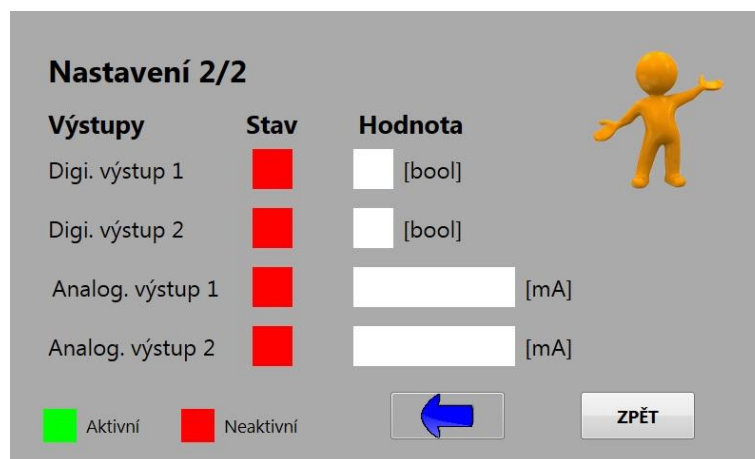 Nastavení 2/2
Výstupy Stav Hodnota
Digi. výstup 1 [bool]
Digi. výstup 2 [bool]
Analog. výstup 1 [mA]
Analog. výstup 2 [mA]
Aktivní Neaktivní ZPĚT